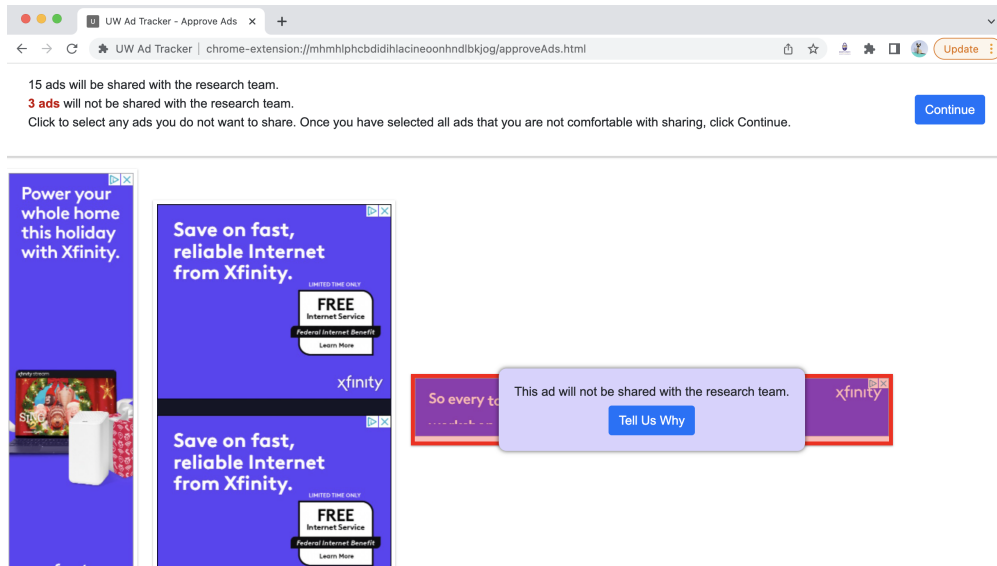 UW Ad Tracker - Approve Ads
UW Ad Tracker | chrome-extension://mhmhlphcbdidihlacineoonhndlbkjog/approveAds.html
Update
15 ads will be shared with the research team.
3 ads will not be shared with the research team.
Click to select any ads you do not want to share. Once you have selected all ads that you are not comfortable with sharing, click Continue.
Continue
Power your
whole home
this holiday
with Xfinity.
xfinity stream
SING
Save on fast,
reliable Internet
from Xfinity.
LIMITED TIME ONLY
FREE
Internet Service
Federal Internet Benefit
Learn More
xfinity
Save on fast,
reliable Internet
from Xfinity.
LIMITED TIME ONLY
FREE
Internet Service
Federal Internet Benefit
Learn More
So every to
xfinity
This ad will not be shared with the research team.
Tell Us Why